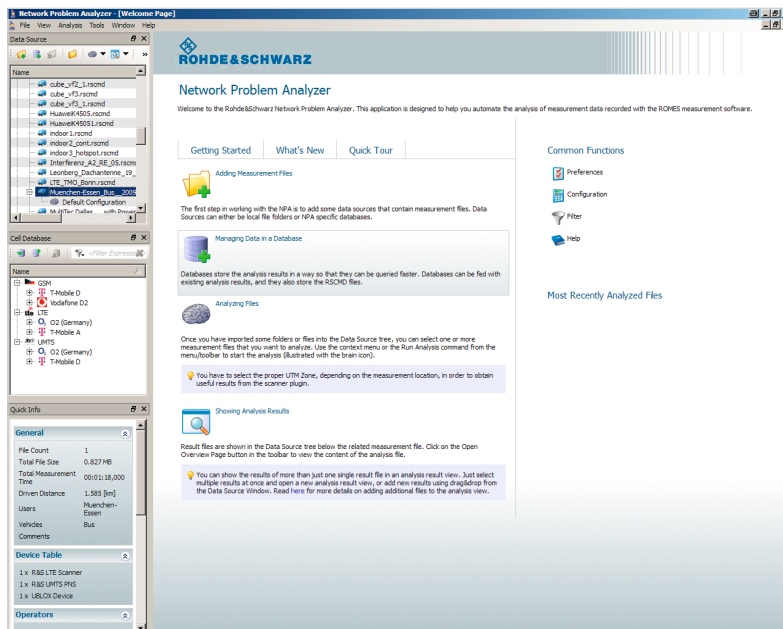 Network Problem Analyzer - [Welcome Page]
File View Analysis Tools Window Help
Data Source
Name
cube_vf2_1.rscmd
cube_vf3.rscmd
cube_vf3_1.rscmd
HuaweiK4505.rscmd
HuaweiK45051.rscmd
indoor1.rscmd
indoor2_cont.rscmd
indoor3_hotspot.rscmd
Interferenz_A2_RE_05.rscmd
Leonberg_Dachantenne_19_
LTE_TMO_Bonn.rscmd
Muenchen-Essen_Bus__2009
Default Configuration
MultiTec Dallas
Cell Database
<Filter Expression
Name
GSM
T-Mobile D
Vodafone D2
LTE
O2 (Germany)
T-Mobile A
UMTS
O2 (Germany)
T-Mobile D
Quick Info
General
File Count 1
Total File Size 0.827 MB
Total Measurement Time 00:01:18,000
Driven Distance 1.585 [km]
Users Muenchen-Essen
Vehicles Bus
Comments
Device Table
1 x R&S LTE Scanner
1 x R&S UMTS PNS
1 x UBLOX Device
Operators
ROHDE&SCHWARZ
Network Problem Analyzer
Welcome to the Rohde&Schwarz Network Problem Analyzer. This application is designed to help you automate the analysis of measurement data recorded with the ROMES measurement software.
Getting Started What's New Quick Tour
Adding Measurement Files
The first step in working with the NPA is to add some data sources that contain measurement files. Data
Sources can either be local file folders or NPA specific databases.
Managing Data in a Database
Databases store the analysis results in a way so that they can be queried faster. Databases can be fed with
existing analysis results, and they also store the RSCMD files.
Analyzing Files
Once you have imported some folders or files into the Data Source tree, you can select one or more
measurement files that you want to analyze. Use the context menu or the Run Analysis command from the
menu/toolbar to start the analysis (illustrated with the brain icon).
You have to select the proper UTM Zone, depending on the measurement location, in order to obtain
useful results from the scanner plugin.
Showing Analysis Results
Result files are shown in the Data Source tree below the related measurement file. Click on the Open
Overview Page button in the toolbar to view the content of the analysis file.
You can show the results of more than just one single result file in an analysis result view. Just select
multiple results at once and open a new analysis result view, or add new results using drag&drop from
the Data Source Window. Read here for more details on adding additional files to the analysis view.
Common Functions
Preferences
Configuration
Filter
Help
Most Recently Analyzed Files